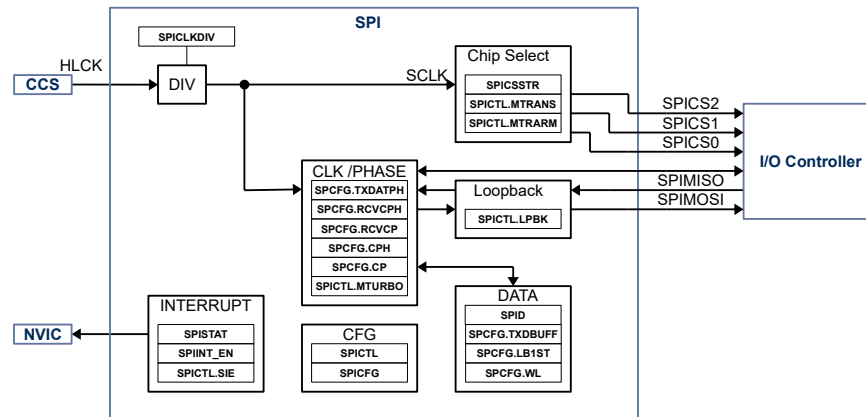 SPI
SPICLKDIV
HLCK
CCS
DIV
SCLK
Chip Select
SPICSSTR
SPICTL.MTRANS
SPICTL.MTRARM
SPICS2
SPICS1
SPICS0
I/O Controller
CLK /PHASE
SPCFG.TXDATPH
SPCFG.RCVCPH
SPCFG.RCVCP
SPCFG.CPH
SPCFG.CP
SPICTL.MTURBO
Loopback
SPICTL.LPBK
SPIMISO
SPIMOSI
INTERRUPT
SPISTAT
SPIINT_EN
SPICTL.SIE
NVIC
CFG
SPICTL
SPICFG
DATA
SPID
SPCFG.TXDBUFF
SPCFG.LB1ST
SPCFG.WL